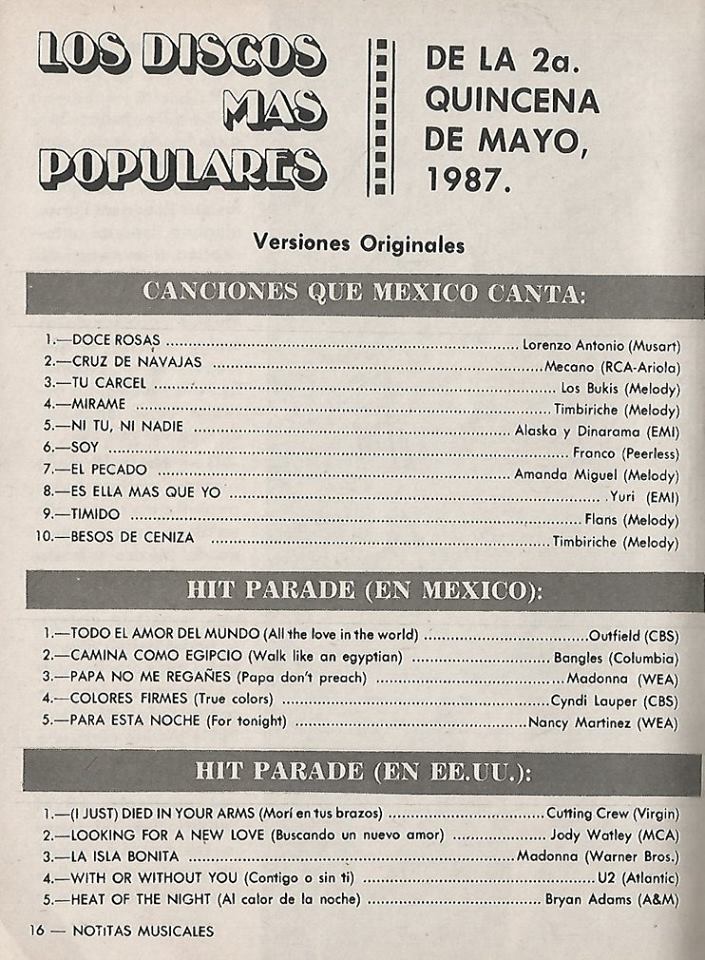 LOS DISCOS
MAS
POPULARES
DE LA 2a.
QUINCENA
DE MAYO,
1987.
Versiones Originales
CANCIONES QUE MEXICO CANTA:
1.—DOCE ROSAS ........ Lorenzo Antonio (Musart)
2.—CRUZ DE NAVAJAS ........ Mecano (RCA-Ariola)
3.—TU CARCEL ........ Los Bukis (Melody)
4.—MIRAME ........ Timbiriche (Melody)
5.—NI TU, NI NADIE ........ Alaska y Dinarama (EMI)
6.—SOY ........ Franco (Peerless)
7.—EL PECADO ........ Amanda Miguel (Melody)
8.—ES ELLA MAS QUE YO ........ Yuri (EMI)
9.—TIMIDO ........ Flans (Melody)
10.—BESOS DE CENIZA ........ Timbiriche (Melody)
HIT PARADE (EN MEXICO):
1.—TODO EL AMOR DEL MUNDO (All the love in the world) ........ Outfield (CBS)
2.—CAMINA COMO EGIPCIO (Walk like an egyptian) ........ Bangles (Columbia)
3.—PAPA NO ME REGAÑES (Papa don't preach) ........ Madonna (WEA)
4.—COLORES FIRMES (True colors) ........ Cyndi Lauper (CBS)
5.—PARA ESTA NOCHE (For tonight) ........ Nancy Martinez (WEA)
HIT PARADE (EN EE.UU.):
1.—(I JUST) DIED IN YOUR ARMS (Morí en tus brazos) ........ Cutting Crew (Virgin)
2.—LOOKING FOR A NEW LOVE (Buscando un nuevo amor) ........ Jody Watley (MCA)
3.—LA ISLA BONITA ........ Madonna (Warner Bros.)
4.—WITH OR WITHOUT YOU (Contigo o sin ti) ........ U2 (Atlantic)
5.—HEAT OF THE NIGHT (Al calor de la noche) ........ Bryan Adams (A&M)
16 — NOTITAS MUSICALES